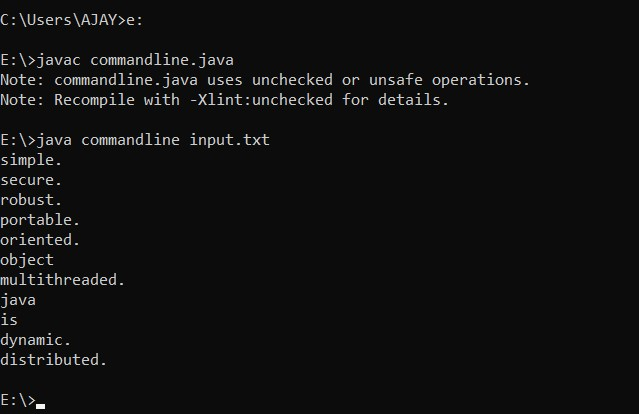 C:\Users\AJAY>e:
E:\>javac commandline.java
Note: commandline.java uses unchecked or unsafe operations.
Note: Recompile with -Xlint:unchecked for details.
E:\>java commandline input.txt
simple.
secure.
robust.
portable.
oriented.
object
multithreaded.
java
is
dynamic.
distributed.
E:\>